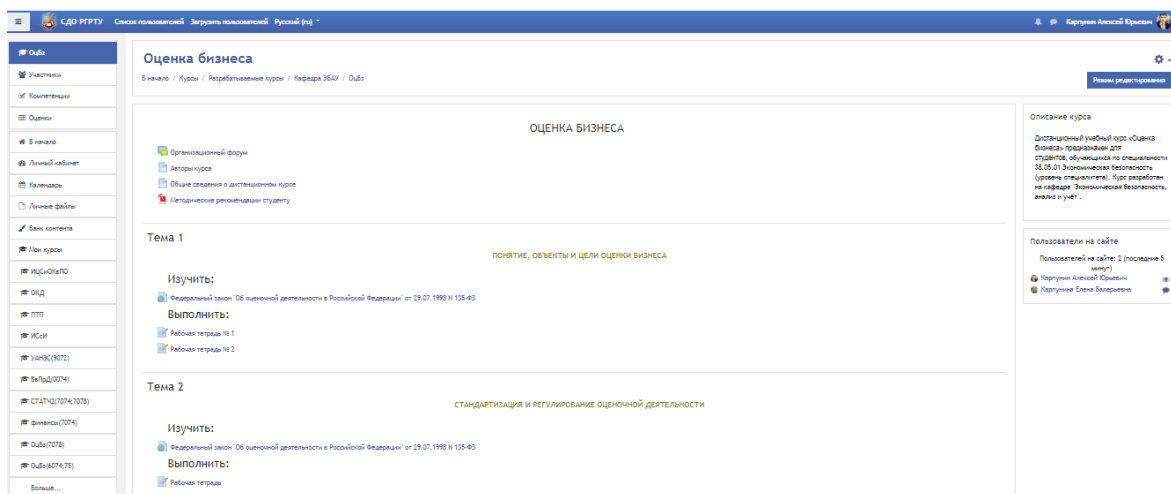 СДО РГРТУ Список пользователей Загрузить пользователей Русский (ru)
Карпунин Алексей Юрьевич
ОцБз
Участники
Компетенции
Оценки
В начало
Личный кабинет
Календарь
Личные файлы
Банк контента
Мои курсы
ИЦСиОКвПО
ОКД
ПТП
ИСсИ
УАНЭС(9072)
ВвПрД(0074)
СТАТЧ2(7074;7078)
финансы(7074)
ОцБз(7078)
ОцБз(6074;75)
Больше...
Оценка бизнеса
В начало / Курсы / Разрабатываемые курсы / Кафедра ЭБАУ / ОцБз
Режим редактирования
ОЦЕНКА БИЗНЕСА
Организационный форум
Авторы курса
Общие сведения о дистанционном курсе
Методические рекомендации студенту
Тема 1
ПОНЯТИЕ, ОБЪЕКТЫ И ЦЕЛИ ОЦЕНКИ БИЗНЕСА
Изучить:
Федеральный закон "Об оценочной деятельности в Российской Федерации" от 29.07.1998 N 135-ФЗ
Выполнить:
Рабочая тетрадь № 1
Рабочая тетрадь № 2
Тема 2
СТАНДАРТИЗАЦИЯ И РЕГУЛИРОВАНИЕ ОЦЕНОЧНОЙ ДЕЯТЕЛЬНОСТИ
Изучить:
Федеральный закон "Об оценочной деятельности в Российской Федерации" от 29.07.1998 N 135-ФЗ
Выполнить:
Рабочая тетрадь
Описание курса
Дистанционный учебный курс «Оценка
бизнеса» предназначен для
студентов, обучающихся по специальности
38.05.01 Экономическая безопасность
(уровень специалитета). Курс разработан
на кафедре "Экономическая безопасность,
анализ и учёт".
Пользователи на сайте
Пользователей на сайте: 2 (последние 5
минут)
Карпунин Алексей Юрьевич
Карпунина Елена Валерьевна